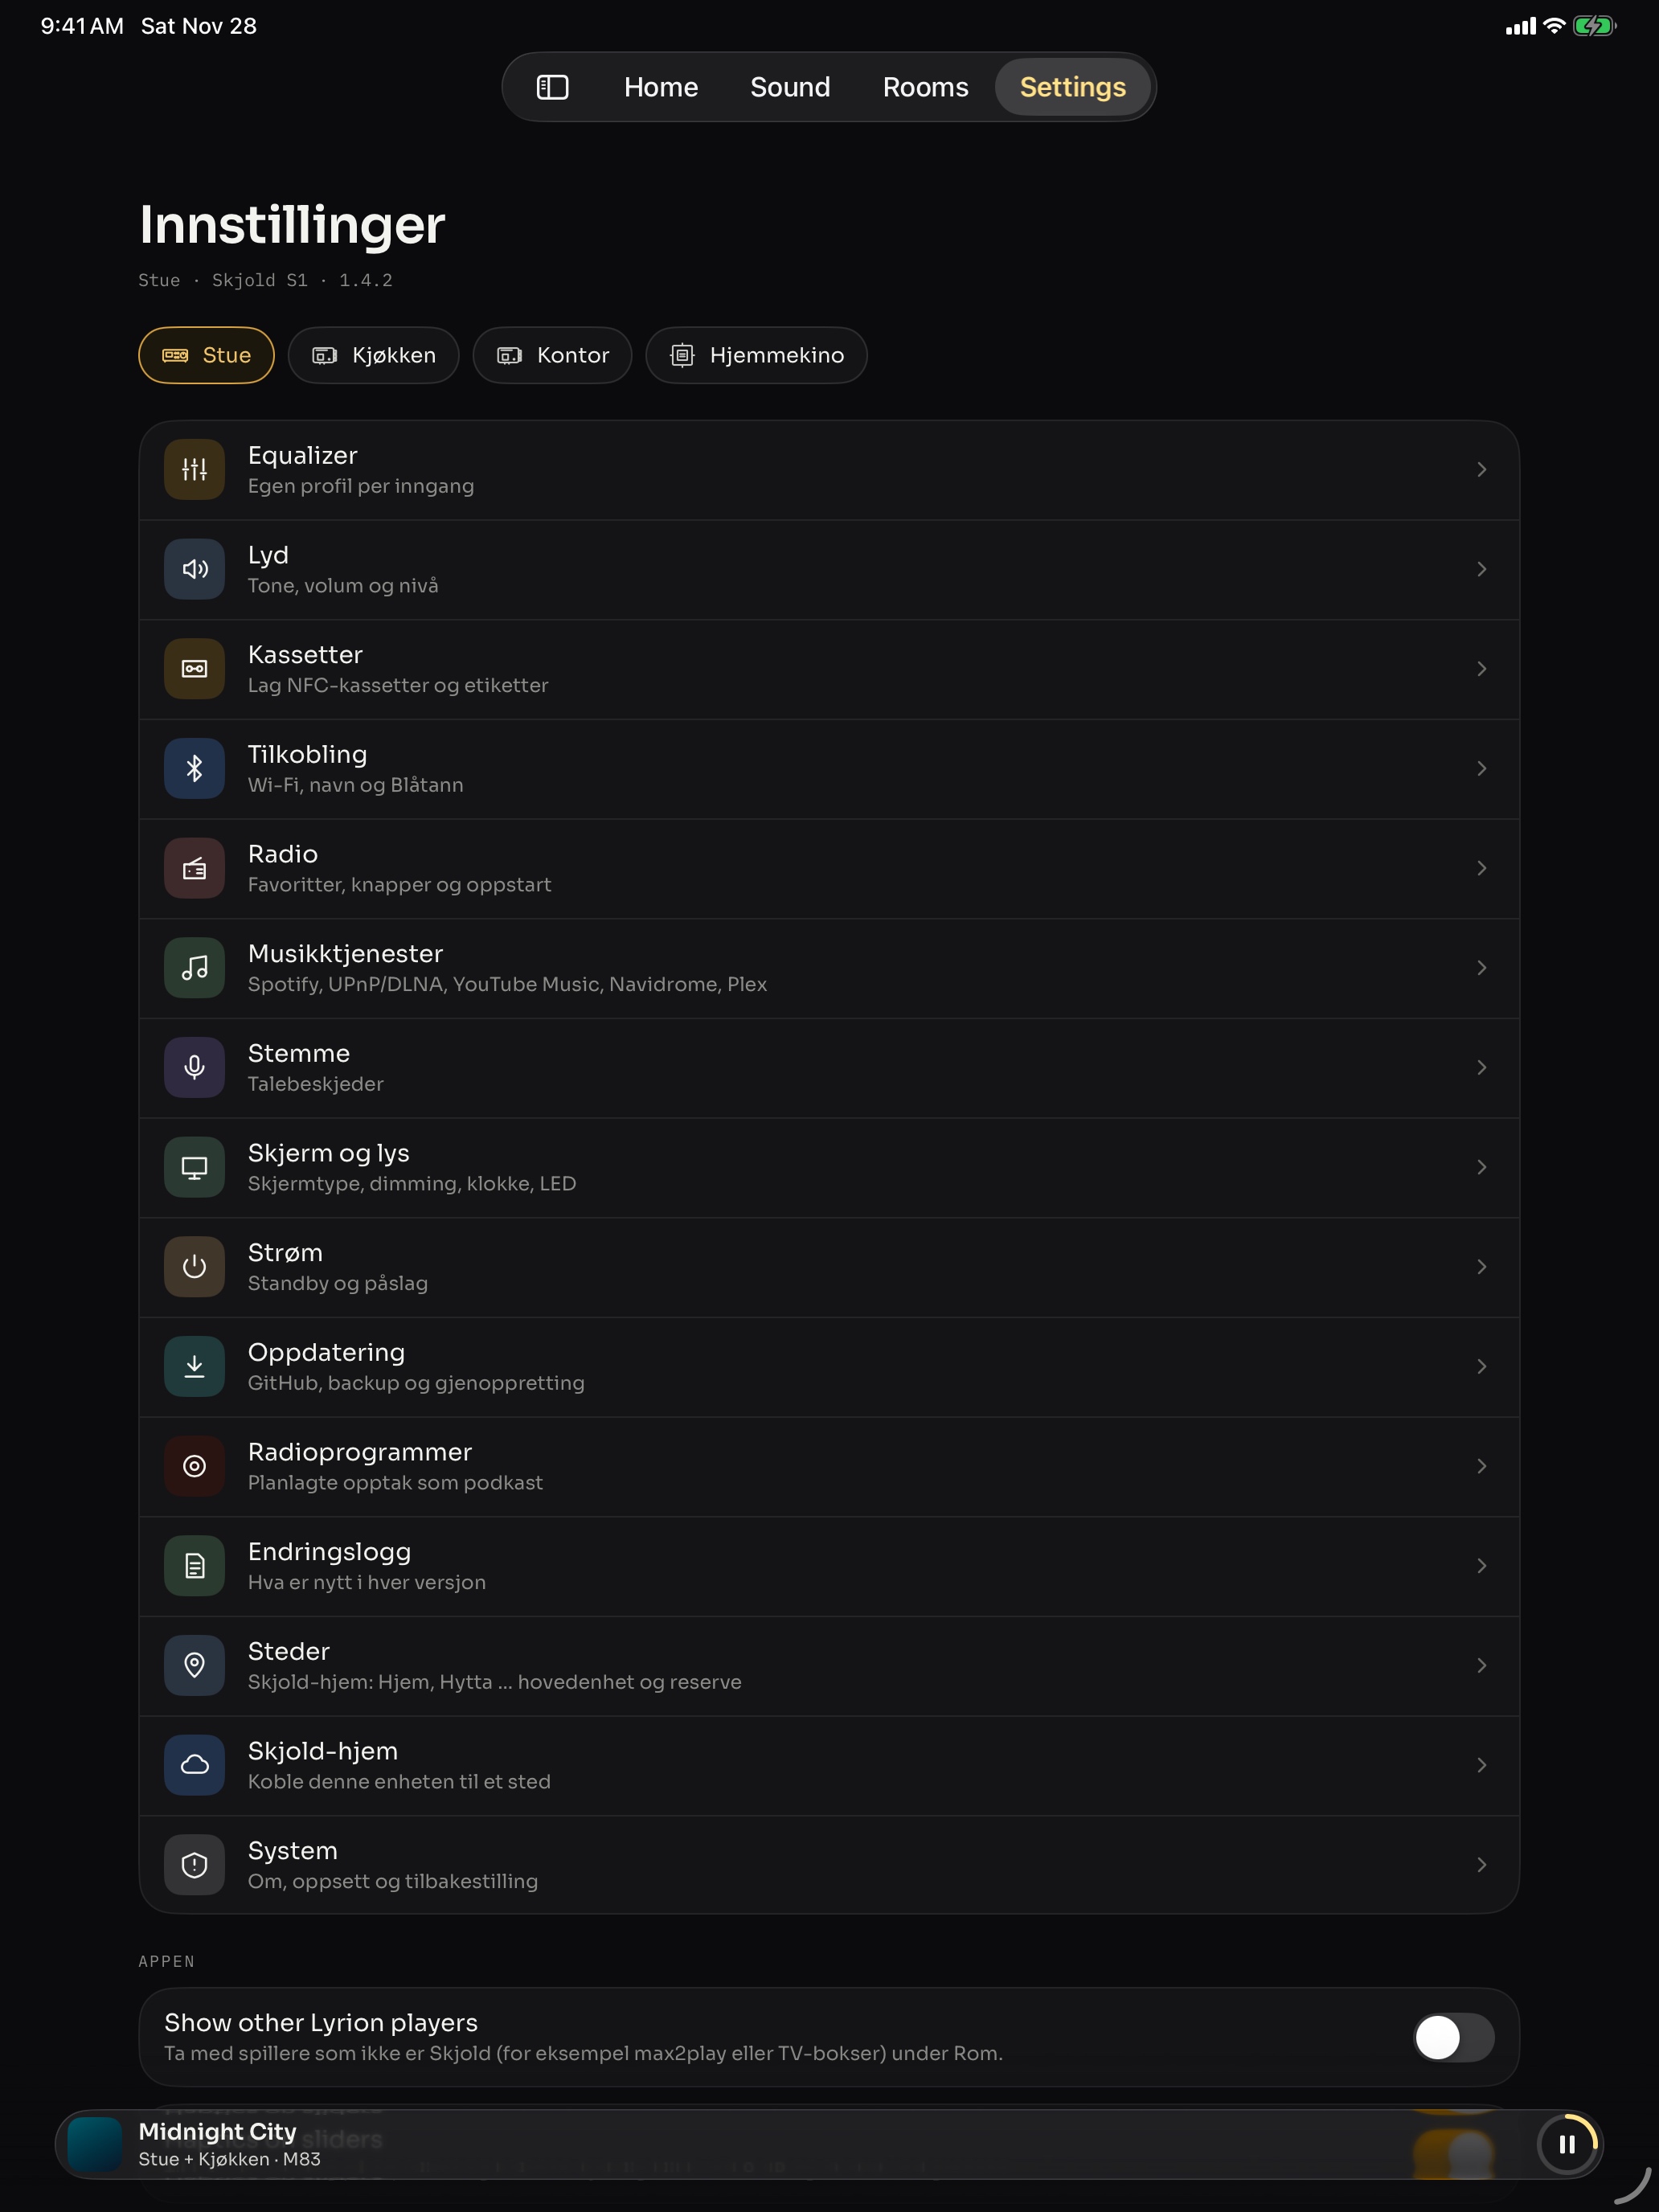 9:41 AM Sat Nov 28
Home Sound Rooms Settings
Innstillinger
Stue · Skjold S1 · 1.4.2
Stue Kjøkken Kontor Hjemmekino
Equalizer
Egen profil per inngang
Lyd
Tone, volum og nivå
Kassetter
Lag NFC-kassetter og etiketter
Tilkobling
Wi-Fi, navn og Blåtann
Radio
Favoritter, knapper og oppstart
Musikktjenester
Spotify, UPnP/DLNA, YouTube Music, Navidrome, Plex
Stemme
Talebeskjeder
Skjerm og lys
Skjermtype, dimming, klokke, LED
Strøm
Standby og påslag
Oppdatering
GitHub, backup og gjenoppretting
Radioprogrammer
Planlagte opptak som podkast
Endringslogg
Hva er nytt i hver versjon
Steder
Skjold-hjem: Hjem, Hytta ... hovedenhet og reserve
Skjold-hjem
Koble denne enheten til et sted
System
Om, oppsett og tilbakestilling
APPEN
Show other Lyrion players
Ta med spillere som ikke er Skjold (for eksempel max2play eller TV-bokser) under Rom.
Midnight City
Stue + Kjøkken · M83